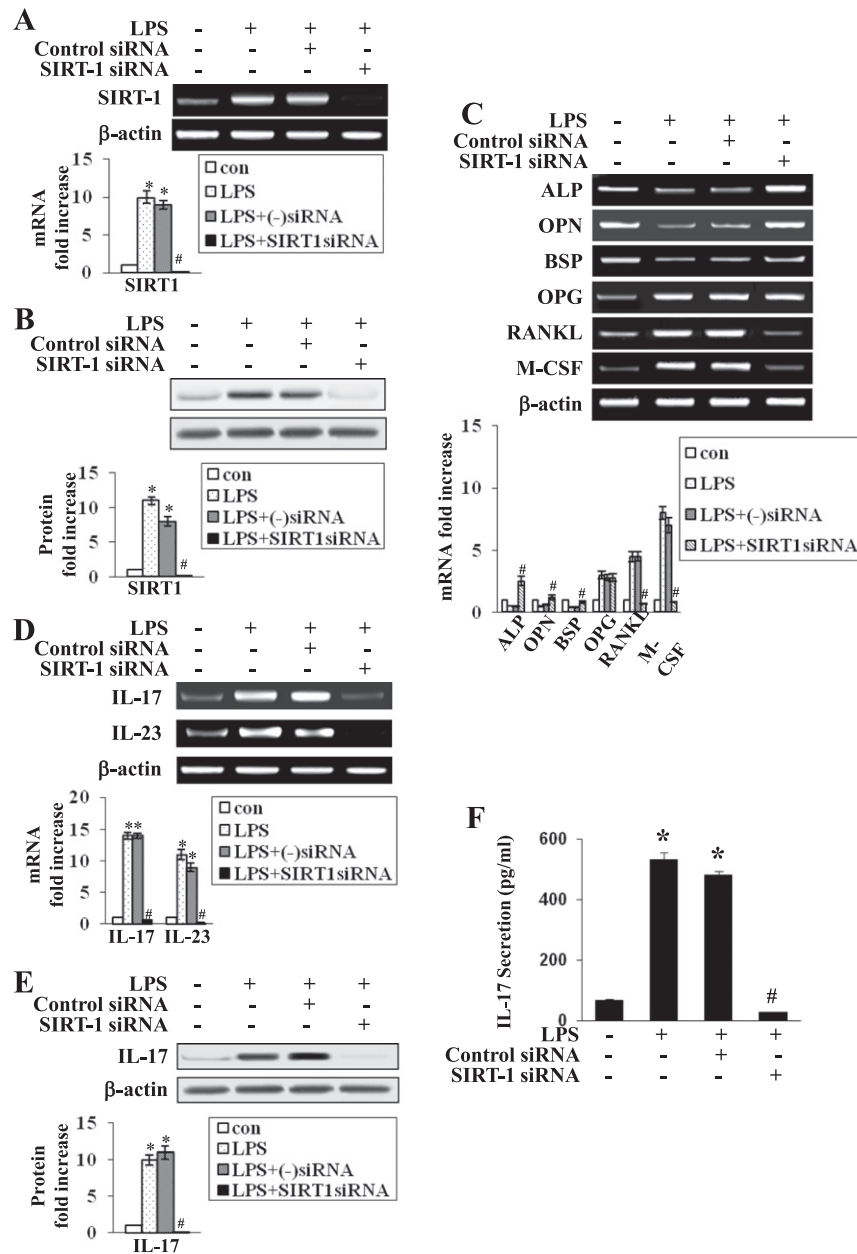 A
LPS - + + +
Control siRNA - - + -
SIRT-1 siRNA - - - +
SIRT-1
β-actin
mRNA
fold increase
15
10
5
0
* *
#
SIRT1
con
LPS
LPS+(-)siRNA
LPS+SIRT1siRNA
B
LPS - + + +
Control siRNA - - + -
SIRT-1 siRNA - - - +
Protein
fold increase
15
10
5
0
*
*
#
SIRT1
con
LPS
LPS+(-)siRNA
LPS+SIRT1siRNA
C
LPS - + + +
Control siRNA - - + -
SIRT-1 siRNA - - - +
ALP
OPN
BSP
OPG
RANKL
M-CSF
β-actin
mRNA fold increase
15
10
5
0
# # # # #
ALP
OPN
BSP
OPG
RANKL
M-
CSF
con
LPS
LPS+(-)siRNA
LPS+SIRT1siRNA
D
LPS - + + +
Control siRNA - - + -
SIRT-1 siRNA - - - +
IL-17
IL-23
β-actin
mRNA
fold increase
20
15
10
5
0
** * *
# #
IL-17 IL-23
con
LPS
LPS+(-)siRNA
LPS+SIRT1siRNA
E
LPS - + + +
Control siRNA - - + -
SIRT-1 siRNA - - - +
IL-17
β-actin
Protein
fold increase
15
10
5
0
* *
#
IL-17
con
LPS
LPS+(-)siRNA
LPS+SIRT1siRNA
F
IL-17 Secretion (pg/ml)
600
400
200
0
* *
#
LPS - + + +
Control siRNA - - + -
SIRT-1 siRNA - - - +